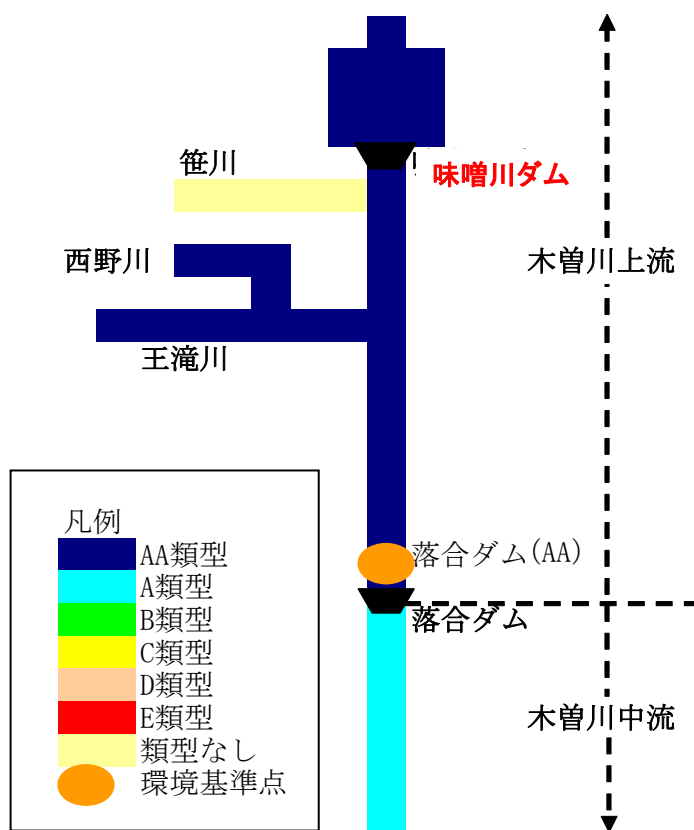 笹川
味噌川ダム
西野川
木曽川上流
王滝川
凡例
AA類型
A類型
B類型
C類型
D類型
E類型
類型なし
環境基準点
落合ダム(AA)
落合ダム
木曽川中流